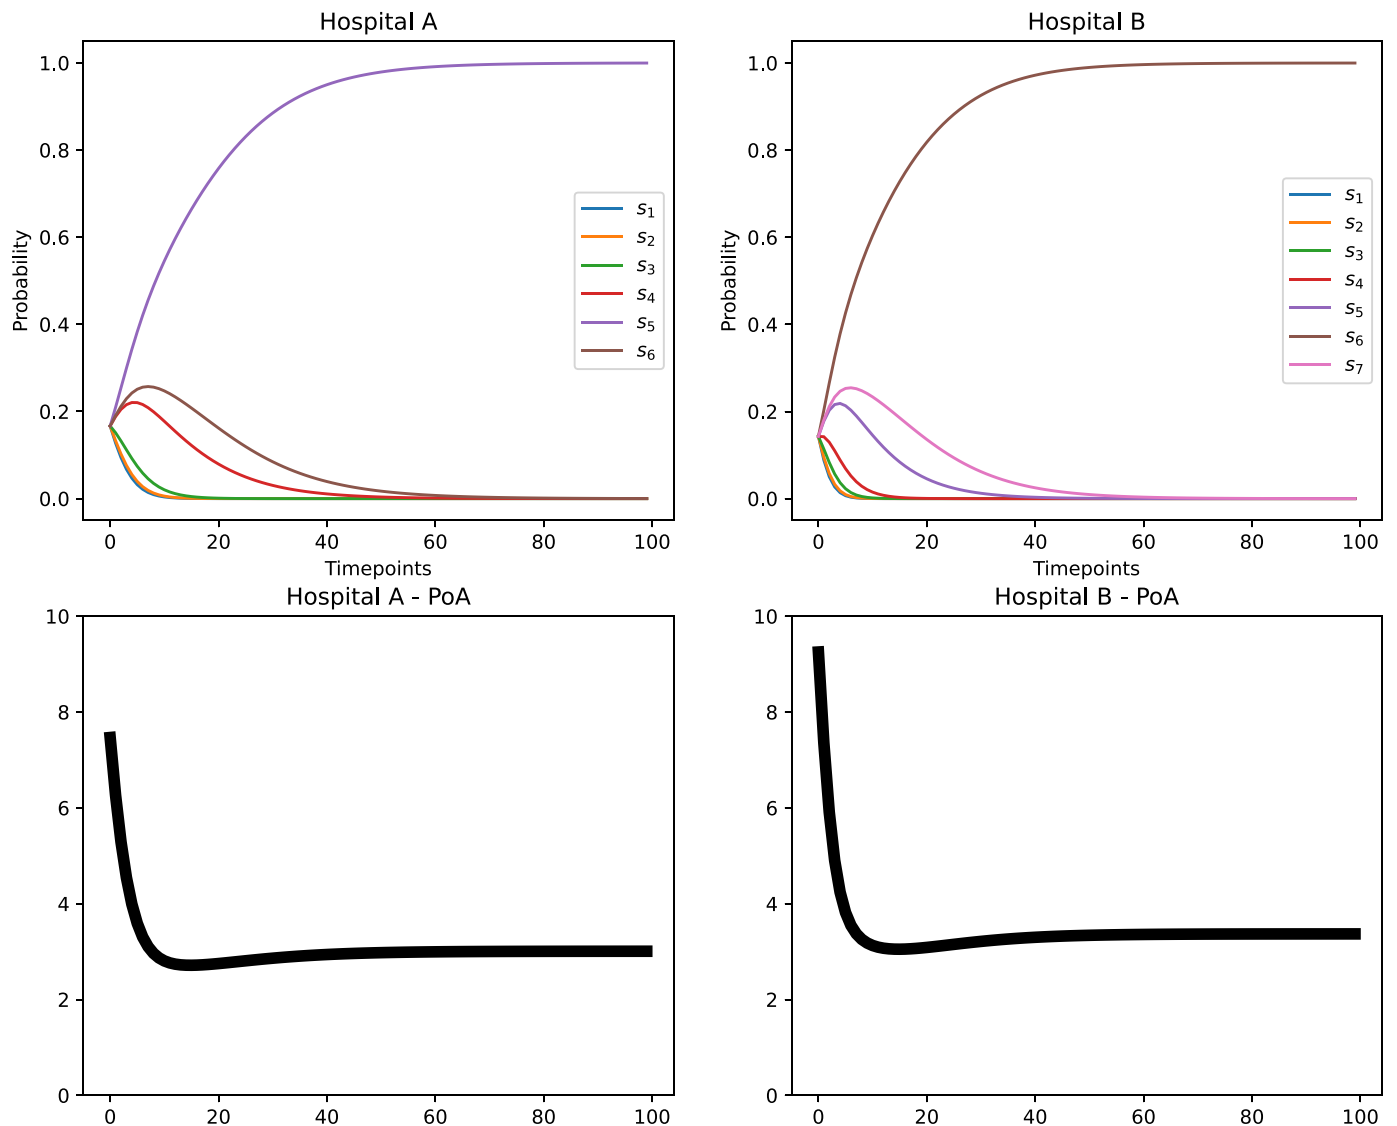 Hospital A
Probability
1.0
0.8
0.6
0.4
0.2
0.0
s1
s2
s3
s4
s5
s6
0 20 40 60 80 100
Timepoints
Hospital B
Probability
1.0
0.8
0.6
0.4
0.2
0.0
s1
s2
s3
s4
s5
s6
s7
0 20 40 60 80 100
Timepoints
Hospital A - PoA
10
8
6
4
2
0
0 20 40 60 80 100
Hospital B - PoA
10
8
6
4
2
0
0 20 40 60 80 100